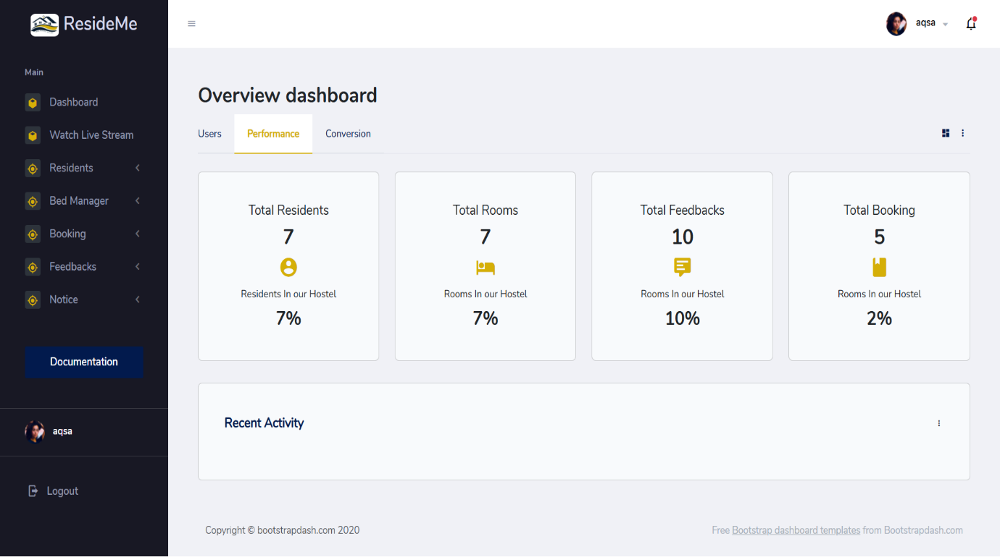 ResideMe
aqsa
Main
Dashboard
Watch Live Stream
Residents
Bed Manager
Booking
Feedbacks
Notice
Documentation
aqsa
Logout
Overview dashboard
Users Performance Conversion
Total Residents
7
Residents In our Hostel
7%
Total Rooms
7
Rooms In our Hostel
7%
Total Feedbacks
10
Rooms In our Hostel
10%
Total Booking
5
Rooms In our Hostel
2%
Recent Activity
Copyright © bootstrapdash.com 2020
Free Bootstrap dashboard templates from Bootstrapdash.com